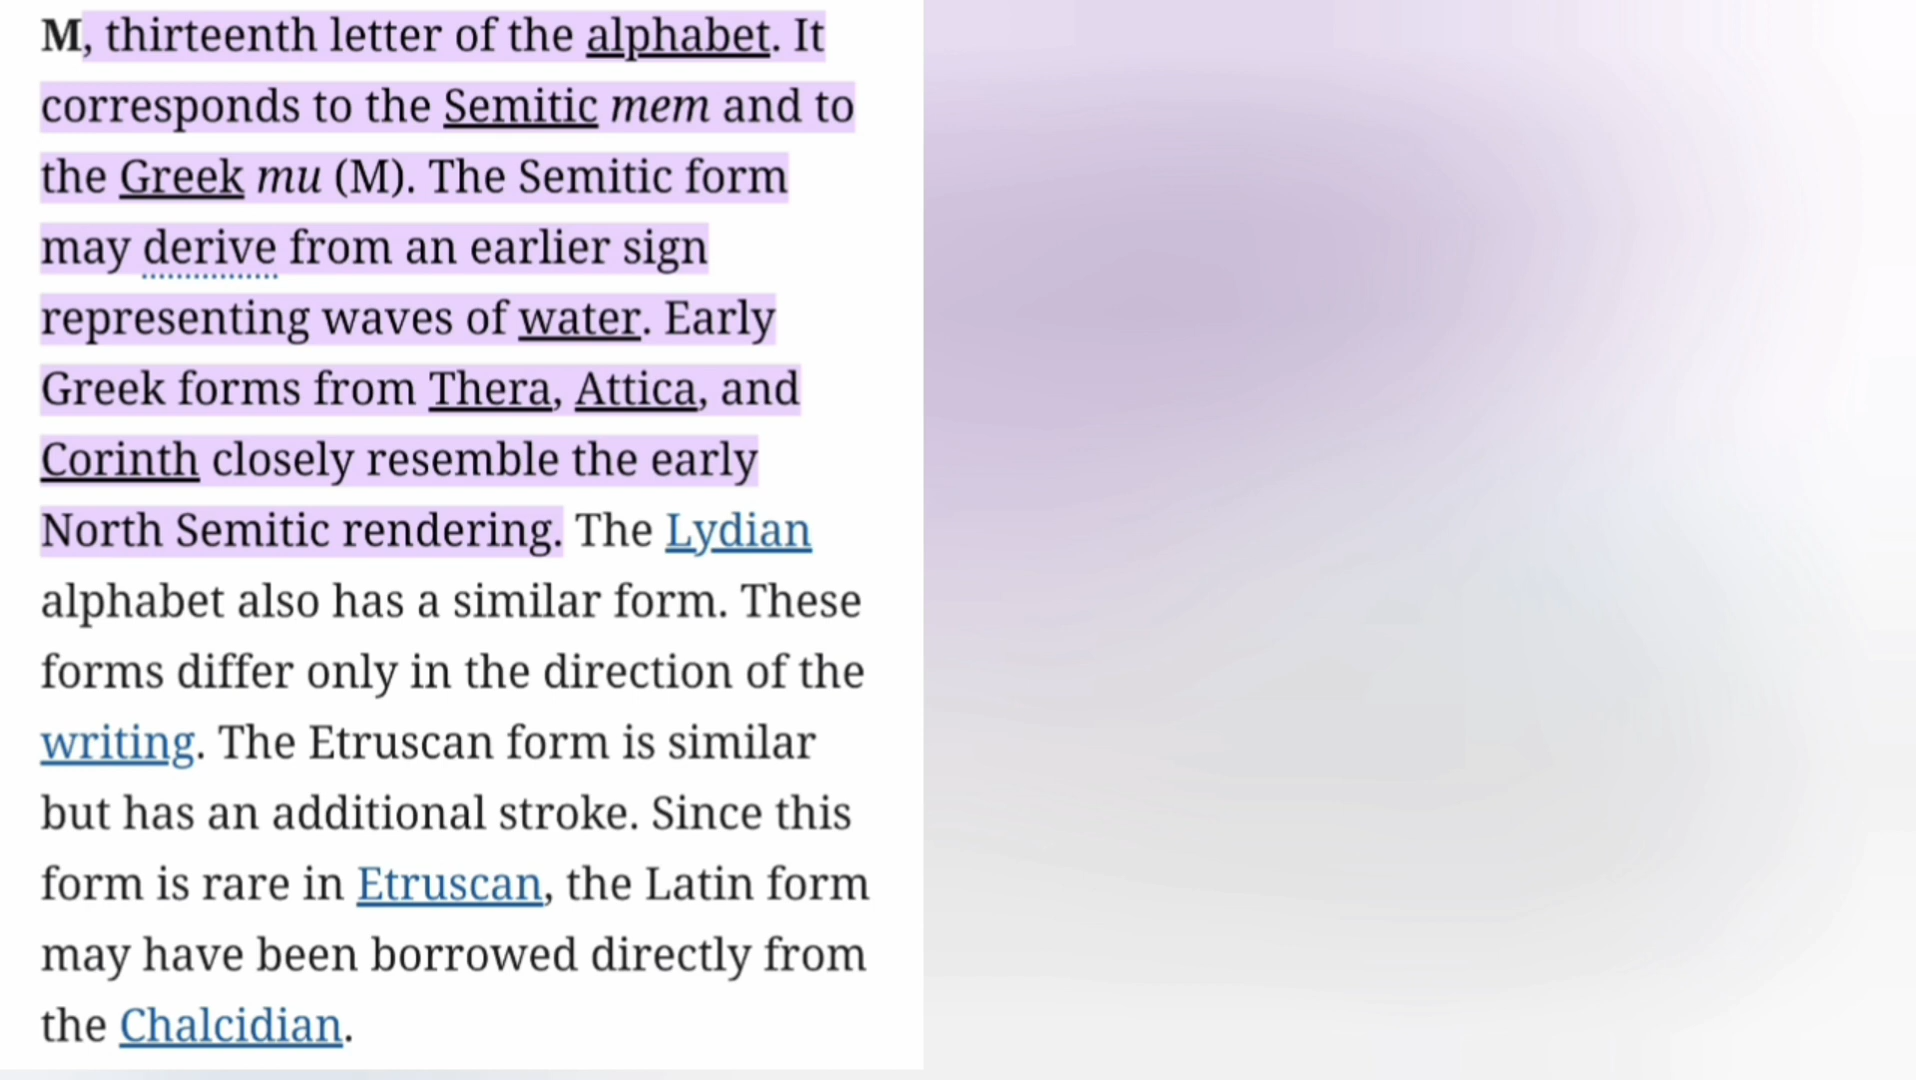 M, thirteenth letter of the alphabet. It
corresponds to the Semitic mem and to
the Greek mu (M). The Semitic form
may derive from an earlier sign
representing waves of water. Early
Greek forms from Thera, Attica, and
Corinth closely resemble the early
North Semitic rendering. The Lydian
alphabet also has a similar form. These
forms differ only in the direction of the
writing. The Etruscan form is similar
but has an additional stroke. Since this
form is rare in Etruscan, the Latin form
may have been borrowed directly from
the Chalcidian.